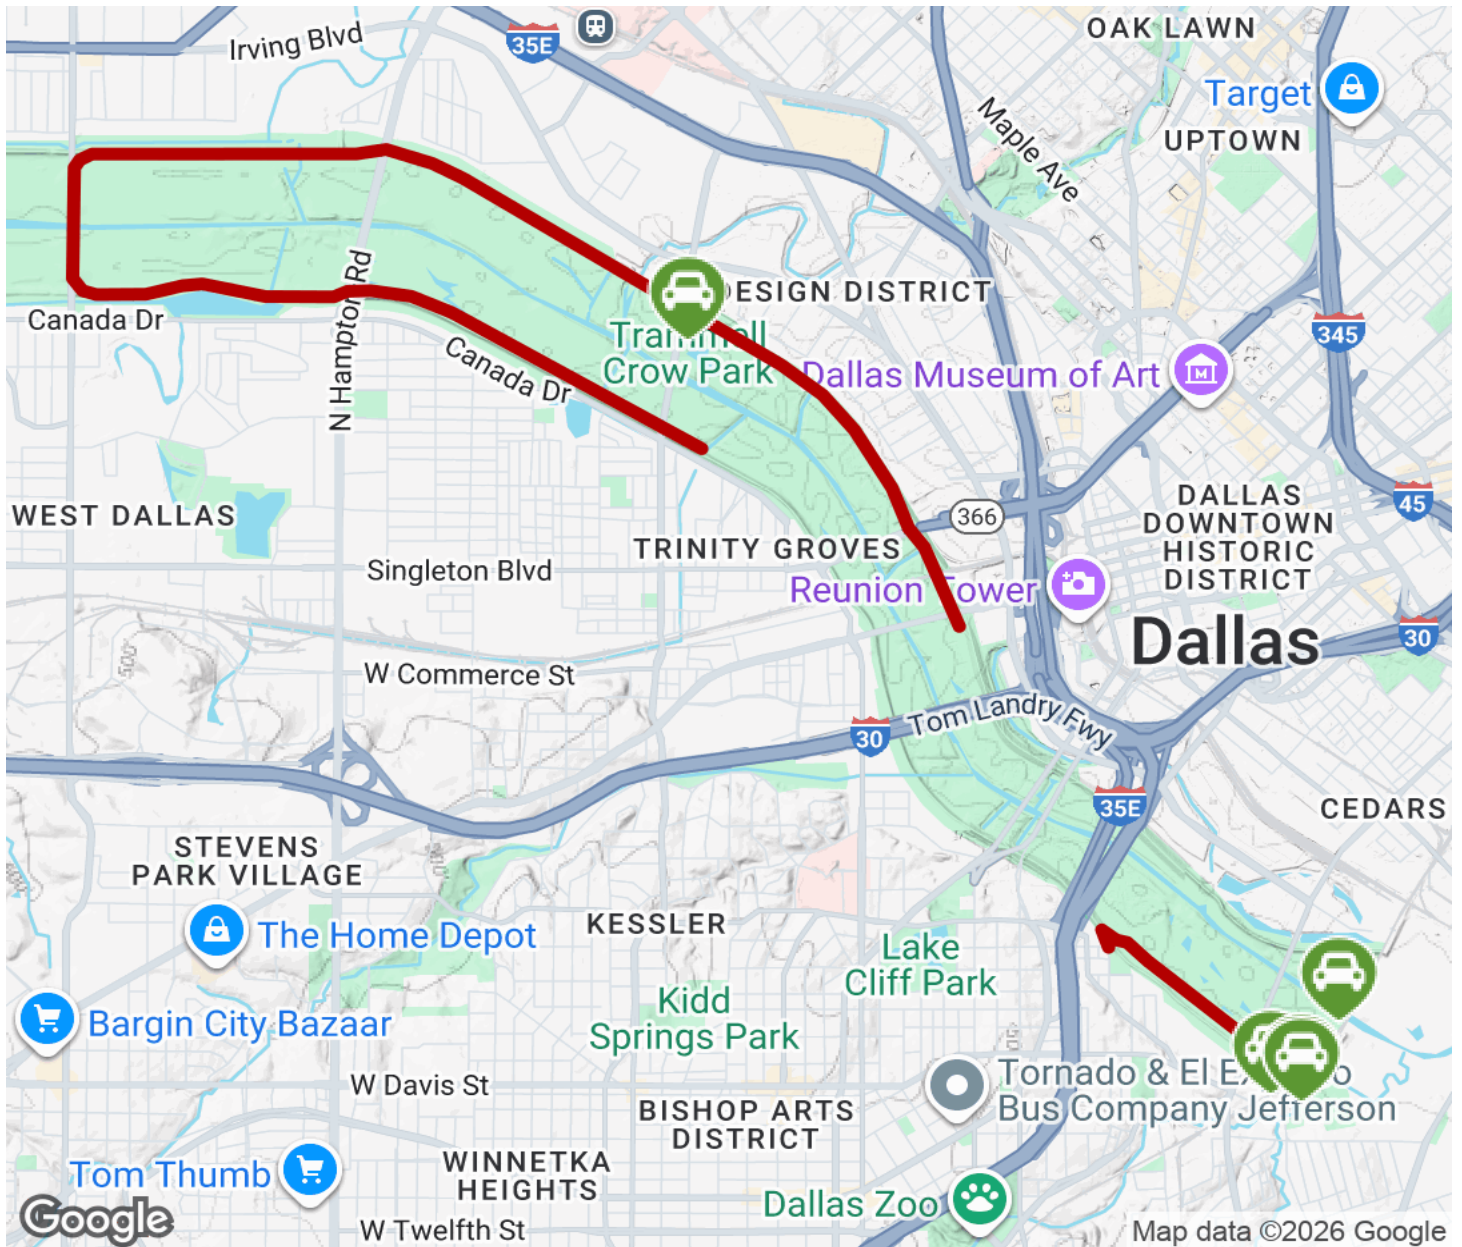 OAK LAWN
Irving Blvd
35E
Target
UPTOWN
Maple Ave
DESIGN DISTRICT
Canada Dr
N Hampton Rd
Trammell
Crow Park
345
Canada Dr
Dallas Museum of Art
WEST DALLAS
366
DALLAS
DOWNTOWN
HISTORIC
DISTRICT
45
TRINITY GROVES
Singleton Blvd
Reunion Tower
Dallas
30
500
W Commerce St
Tom Landry Fwy
30
35E
CEDARS
STEVENS
PARK VILLAGE
The Home Depot
KESSLER
Lake
Cliff Park
Kidd
Springs Park
Bargin City Bazaar
W Davis St
Tornado & El E
o
Bus Company Jefferson
BISHOP ARTS
DISTRICT
WINNETKA
HEIGHTS
Tom Thumb
Dallas Zoo
Google
W Twelfth St
Map data ©2026 Google